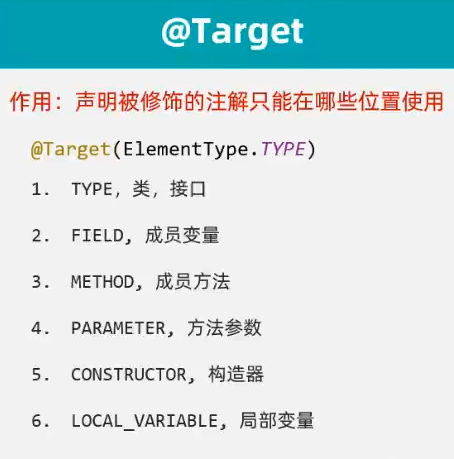 @Target
作用：声明被修饰的注解只能在哪些位置使用
@Target(ElementType.TYPE)
1. TYPE，类，接口
2. FIELD, 成员变量
3. METHOD, 成员方法
4. PARAMETER, 方法参数
5. CONSTRUCTOR, 构造器
6. LOCAL_VARIABLE, 局部变量